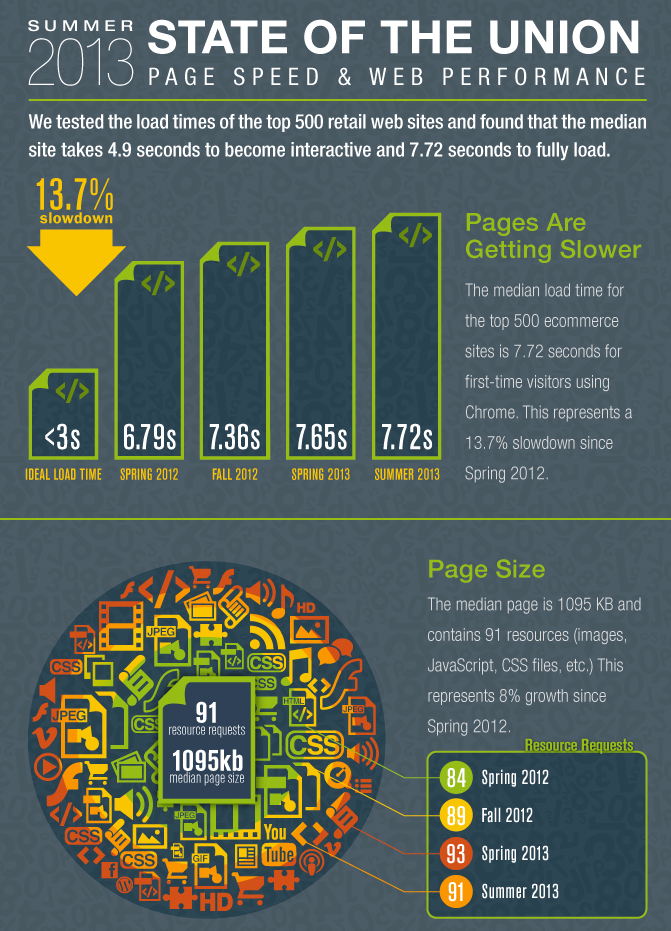 SUMMER
2013
STATE OF THE UNION
PAGE SPEED & WEB PERFORMANCE
We tested the load times of the top 500 retail web sites and found that the median
site takes 4.9 seconds to become interactive and 7.72 seconds to fully load.
13.7%
slowdown
</>
<3s
IDEAL LOAD TIME
</>
6.79s
SPRING 2012
</>
7.36s
FALL 2012
</>
7.65s
SPRING 2013
</>
7.72s
SUMMER 2013
Pages Are
Getting Slower
The median load time for
the top 500 ecommerce
sites is 7.72 seconds for
first-time visitors using
Chrome. This represents a
13.7% slowdown since
Spring 2012.
</>
HD
JPEG
CSS
</>
CSS
CSS
HTML
</>
JPEG
JPEG
CSS
CSS
91
resource requests
1095kb
median page size
JPEG
You
Tube
CSS
CSS
GIF
</>
HD
Page Size
The median page is 1095 KB and
contains 91 resources (images,
JavaScript, CSS files, etc.) This
represents 8% growth since
Spring 2012.
Resource Requests
84 Spring 2012
89 Fall 2012
93 Spring 2013
91 Summer 2013